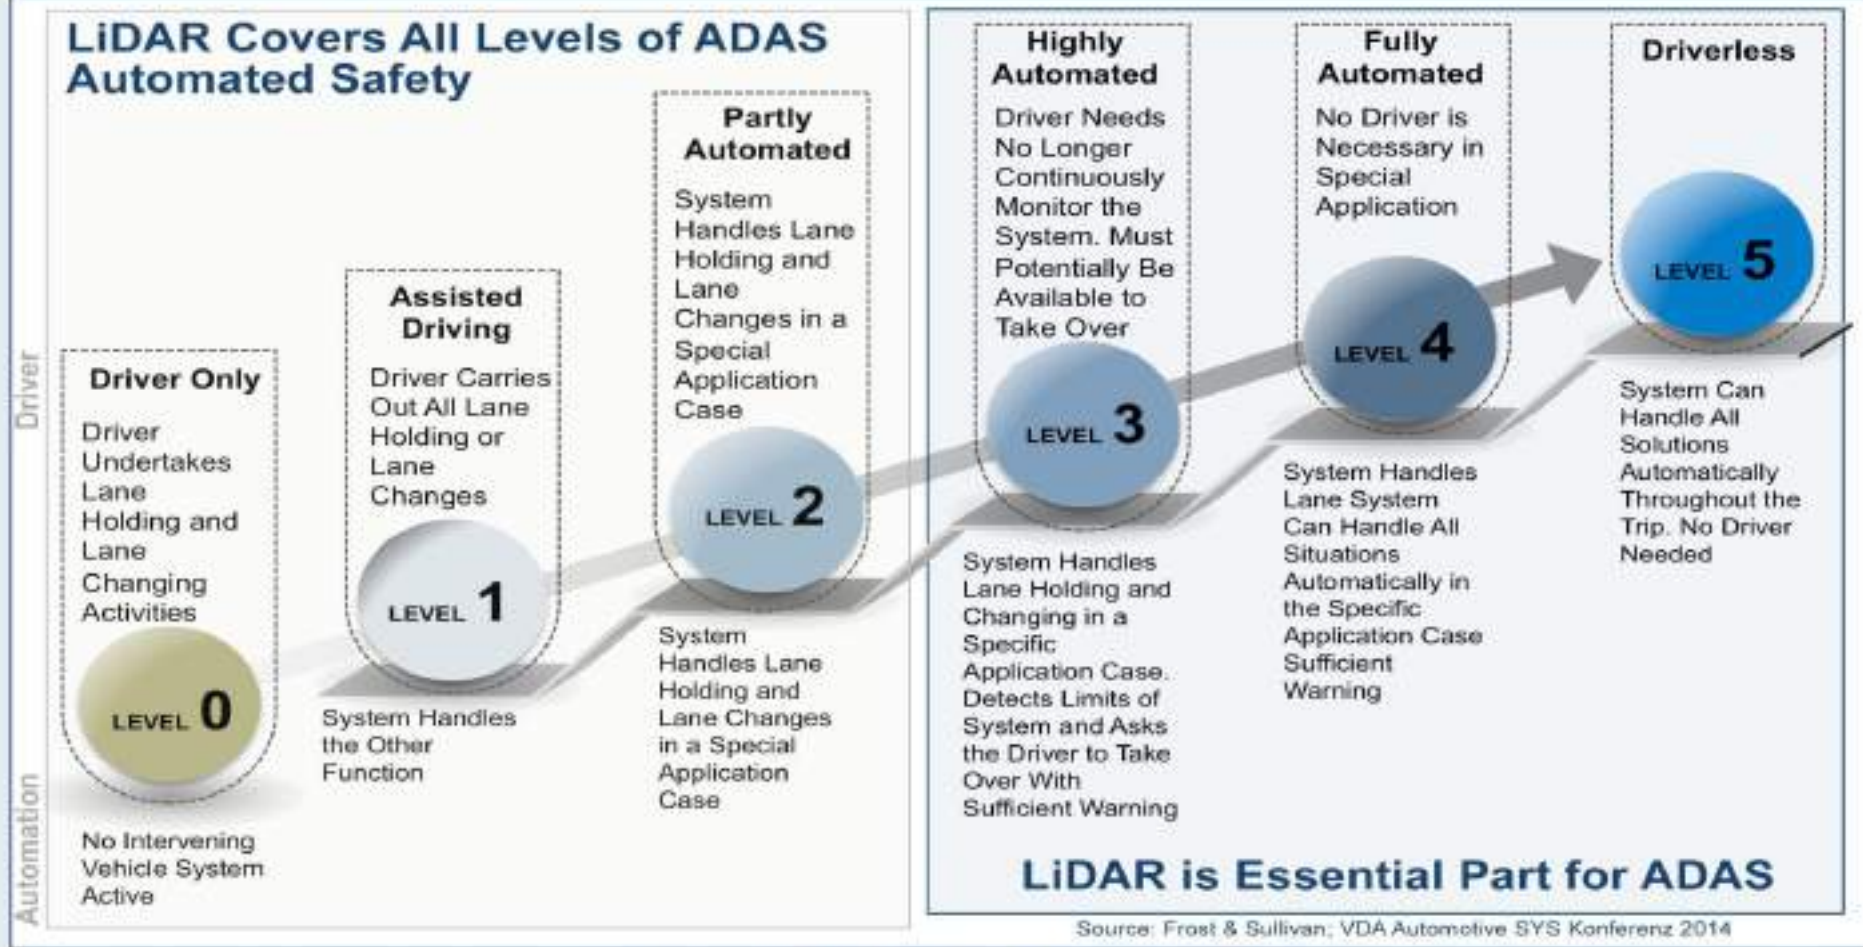 LiDAR Covers All Levels of ADAS
Automated Safety
Driver
Automation
Driver Only
Driver
Undertakes
Lane
Holding and
Lane
Changing
Activities
LEVEL 0
No Intervening
Vehicle System
Active
Assisted
Driving
Driver Carries
Out All Lane
Holding or
Lane
Changes
LEVEL 1
System Handles
the Other
Function
Partly
Automated
System
Handles Lane
Holding and
Lane
Changes in a
Special
Application
Case
LEVEL 2
System
Handles Lane
Holding and
Lane Changes
in a Special
Application
Case
Highly
Automated
Driver Needs
No Longer
Continuously
Monitor the
System. Must
Potentially Be
Available to
Take Over
LEVEL 3
System Handles
Lane Holding and
Changing in a
Specific
Application Case.
Detects Limits of
System and Asks
the Driver to Take
Over With
Sufficient Warning
Fully
Automated
No Driver is
Necessary in
Special
Application
LEVEL 4
System Handles
Lane System
Can Handle All
Situations
Automatically in
the Specific
Application Case
Sufficient
Warning
Driverless
LEVEL 5
System Can
Handle All
Solutions
Automatically
Throughout the
Trip. No Driver
Needed
LiDAR is Essential Part for ADAS
Source: Frost & Sullivan; VDA Automotive SYS Konferenz 2014